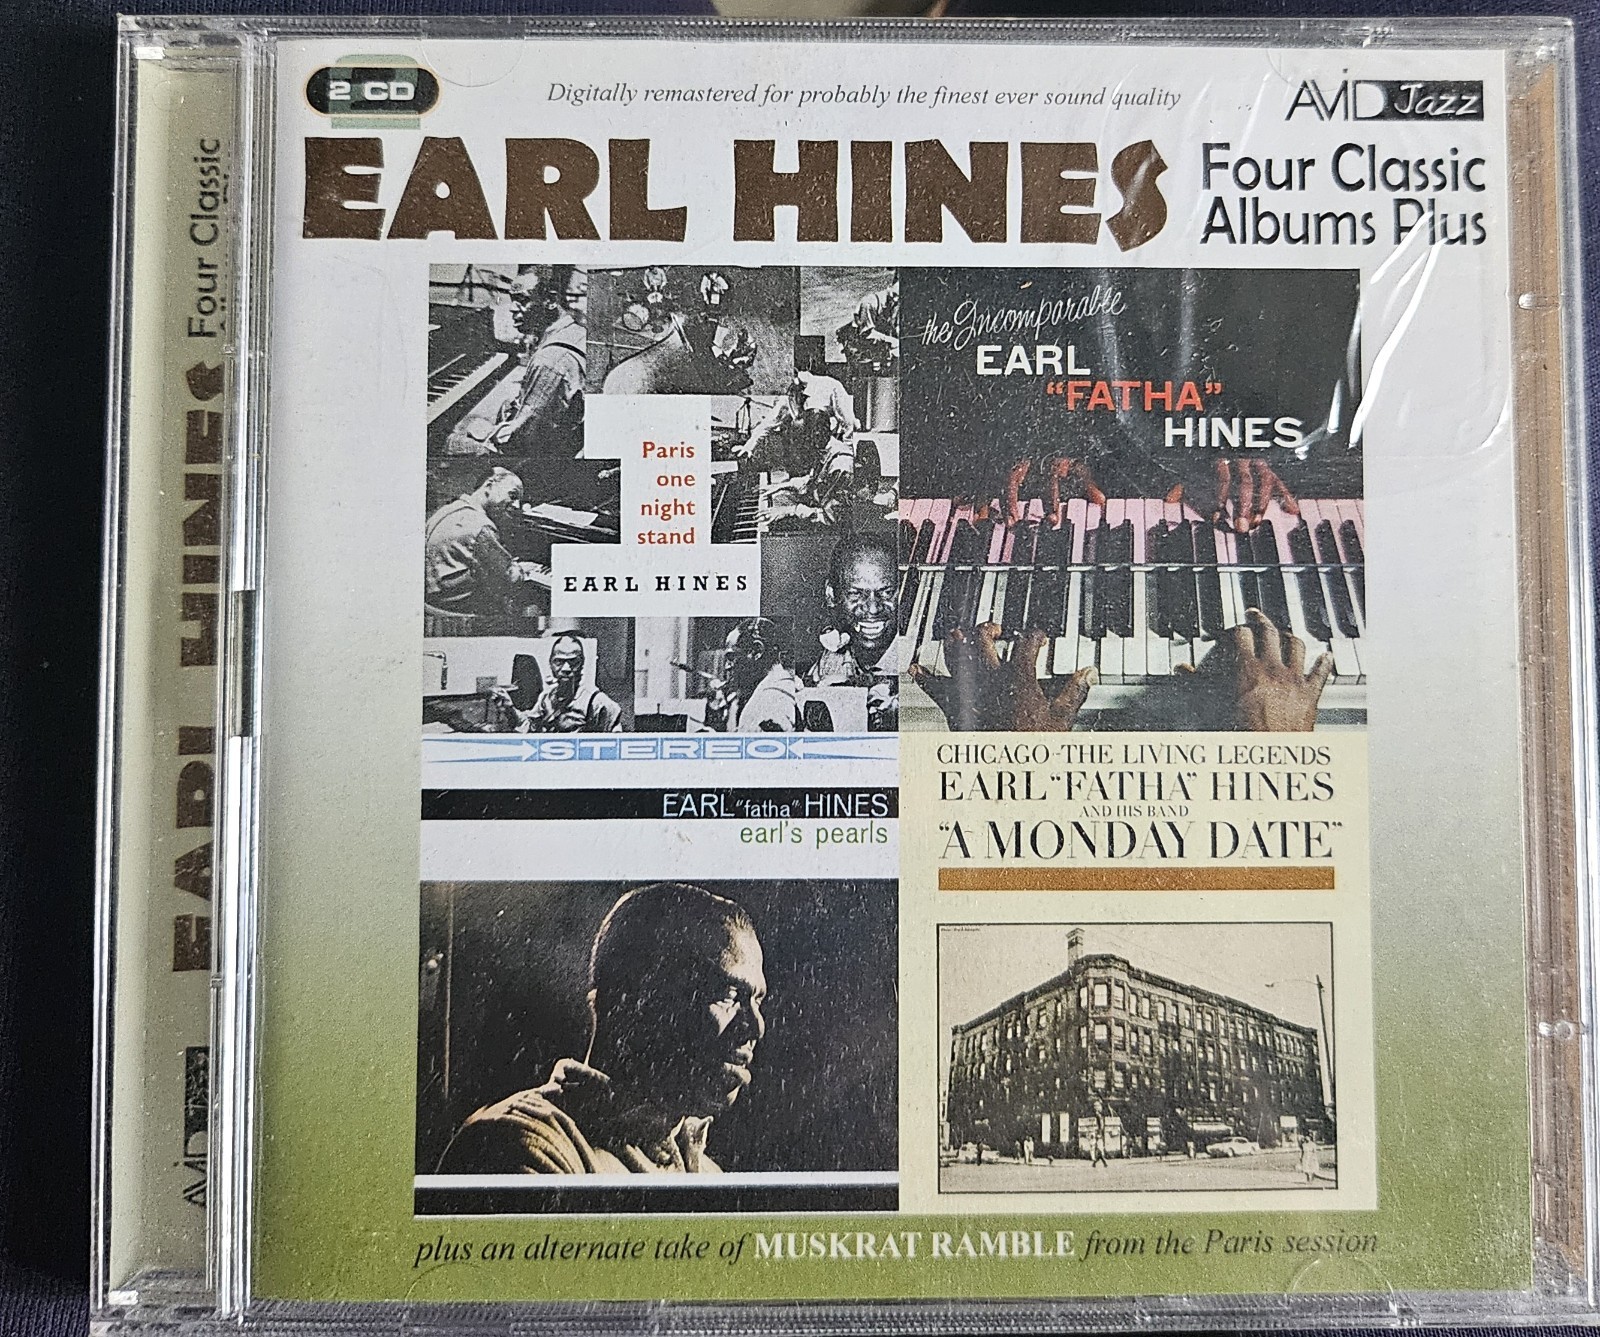 2 CD
Digitally remastered for probably the finest ever sound quality
AVID Jazz
EARL HINES
Four Classic
Albums Plus
Paris
one
night
stand
EARL HINES
the Incomparable
EARL
"FATHA"
HINES
STEREO
EARL "fatha" HINES
earl's pearls
CHICAGO-THE LIVING LEGENDS
EARL "FATHA" HINES
AND HIS BAND
"A MONDAY DATE"
plus an alternate take of MUSKRAT RAMBLE from the Paris session
AVID Jazz
EARL HINES
Four Classic